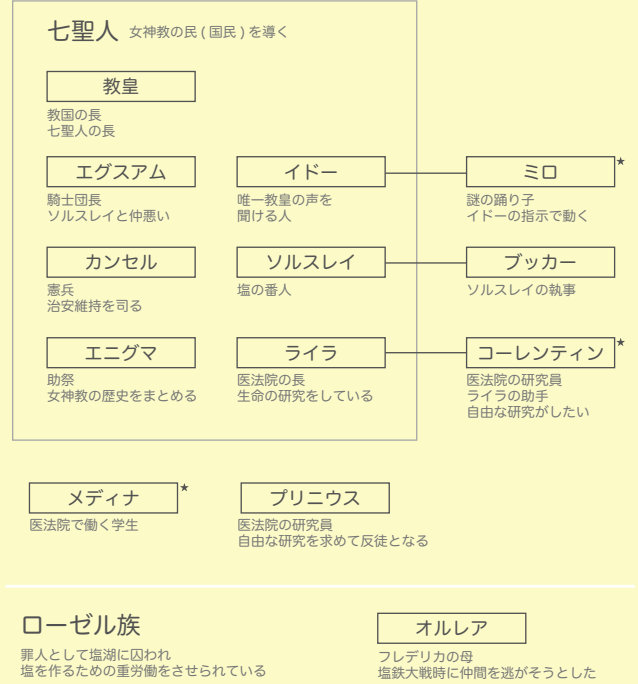 七聖人 女神教の民(国民)を導く
教皇
教国の長
七聖人の長
エグスアム
騎士団長
ソルスレイと仲悪い
イドー
唯一教皇の声を
聞ける人
ミロ★
謎の踊り子
イドーの指示で動く
カンセル
憲兵
治安維持を司る
ソルスレイ
塩の番人
ブッカー
ソルスレイの執事
エニグマ
助祭
女神教の歴史をまとめる
ライラ
医法院の長
生命の研究をしている
コーレンティン★
医法院の研究員
ライラの助手
自由な研究がしたい
メディナ★
医法院で働く学生
プリニウス
医法院の研究員
自由な研究を求めて反徒となる
ローゼル族
罪人として塩湖に囚われ
塩を作るための重労働をさせられている
オルレア
フレデリカの母
塩鉄大戦時に仲間を逃がそうとした